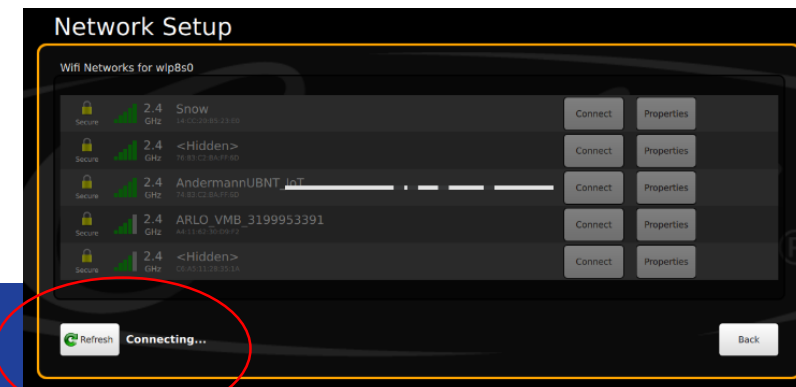 Network Setup
Wifi Networks for wlp8s0
2.4 Snow
Secure GHz Connect Properties
2.4 <Hidden>
Secure GHz Connect Properties
2.4 AndermannUBNT_IoT
Secure GHz Connect Properties
2.4 ARLO_VMB_3199953391
Secure GHz Connect Properties
2.4 <Hidden>
Secure GHz Connect Properties
Refresh Connecting... Back